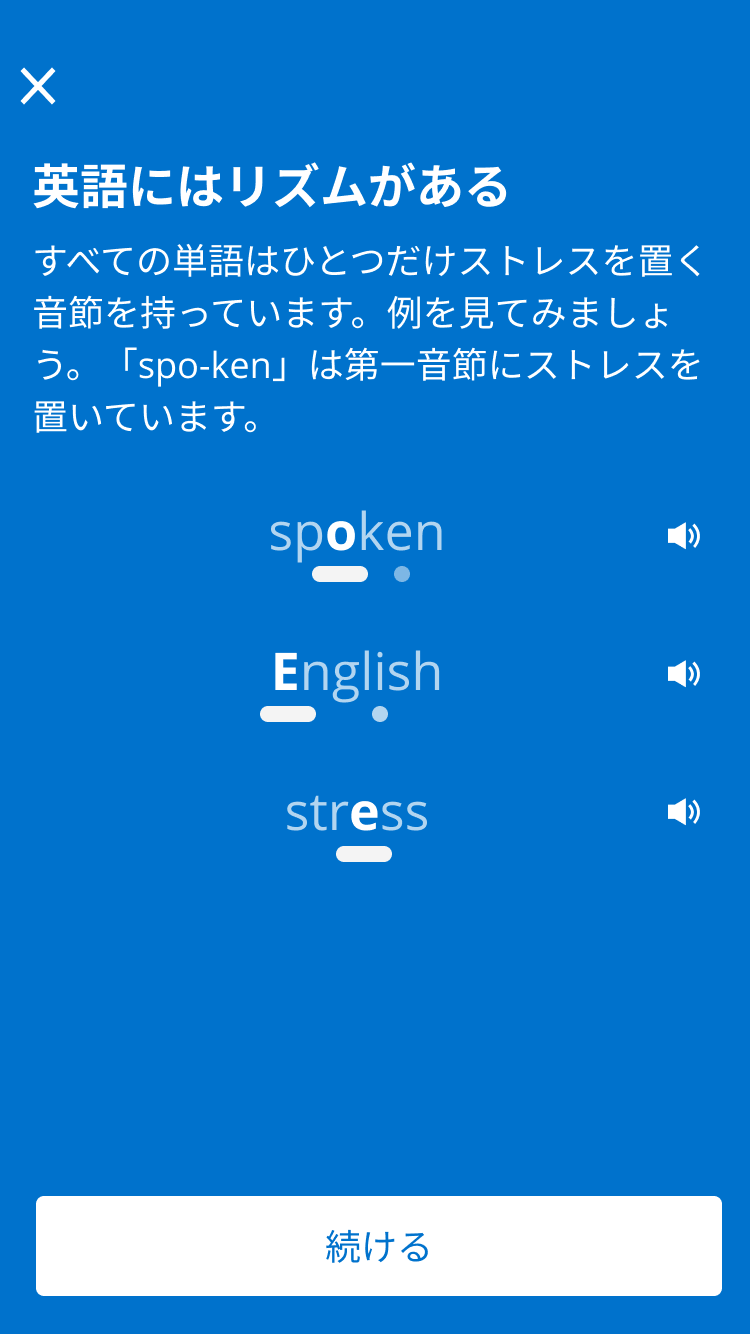 英語にはリズムがある
すべての単語はひとつだけストレスを置く
音節を持っています。例を見てみましょ
う。「spo-ken」は第一音節にストレスを
置いています。
spoken
English
stress
続ける